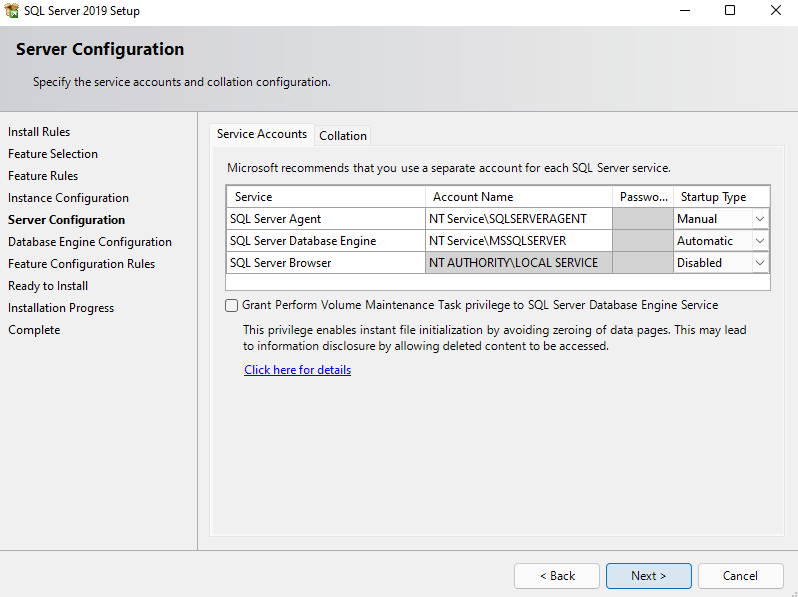 SQL Server 2019 Setup
Server Configuration
Specify the service accounts and collation configuration.
Install Rules
Feature Selection
Feature Rules
Instance Configuration
Server Configuration
Database Engine Configuration
Feature Configuration Rules
Ready to Install
Installation Progress
Complete
Service Accounts Collation
Microsoft recommends that you use a separate account for each SQL Server service.
Service Account Name Passwo... Startup Type
SQL Server Agent NT Service\SQLSERVERAGENT Manual
SQL Server Database Engine NT Service\MSSQLSERVER Automatic
SQL Server Browser NT AUTHORITY\LOCAL SERVICE Disabled
Grant Perform Volume Maintenance Task privilege to SQL Server Database Engine Service
This privilege enables instant file initialization by avoiding zeroing of data pages. This may lead
to information disclosure by allowing deleted content to be accessed.
Click here for details
< Back Next > Cancel